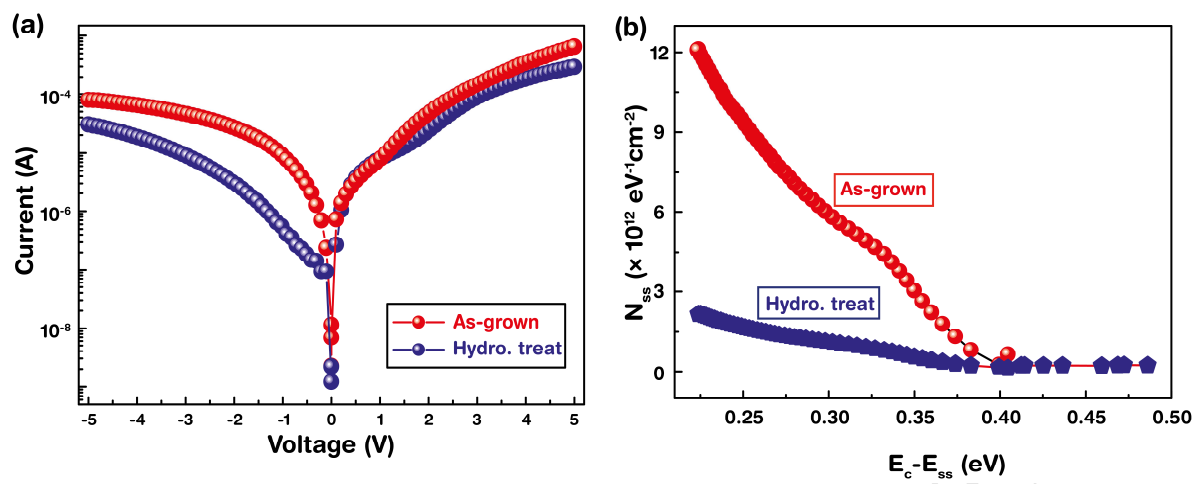 (a)
Current (A)
10⁻⁴
10⁻⁶
10⁻⁸
-5 -4 -3 -2 -1 0 1 2 3 4 5
Voltage (V)
As-grown
Hydro. treat
(b)
Nss (× 10¹² eV⁻¹cm⁻²)
12
9
6
3
0
0.25 0.30 0.35 0.40 0.45 0.50
Ec-Ess (eV)
As-grown
Hydro. treat